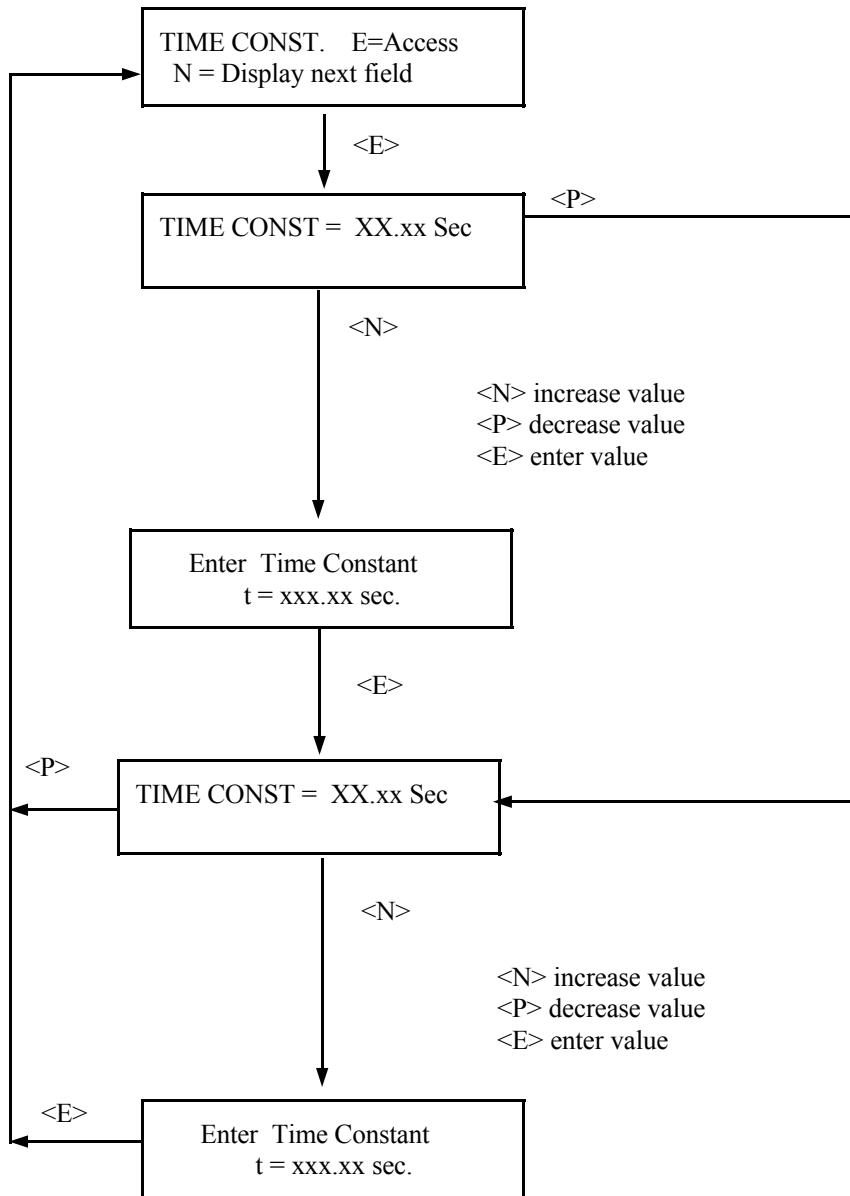 TIME CONST. E=Access
N = Display next field
<E>
<P>
TIME CONST = XX.xx Sec
<N>
<N> increase value
<P> decrease value
<E> enter value
Enter Time Constant
t = xxx.xx sec.
<E>
<P>
TIME CONST = XX.xx Sec
<N>
<N> increase value
<P> decrease value
<E> enter value
<E>
Enter Time Constant
t = xxx.xx sec.